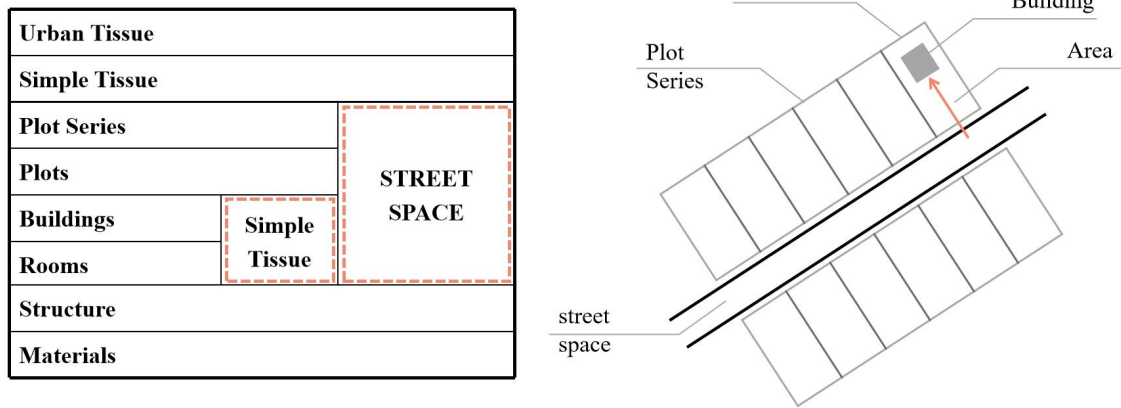 Urban Tissue
Simple Tissue
Plot Series
Plots
Buildings
Rooms
Structure
Materials
Simple
Tissue
STREET
SPACE
Building
Plot
Series
Area
street
space